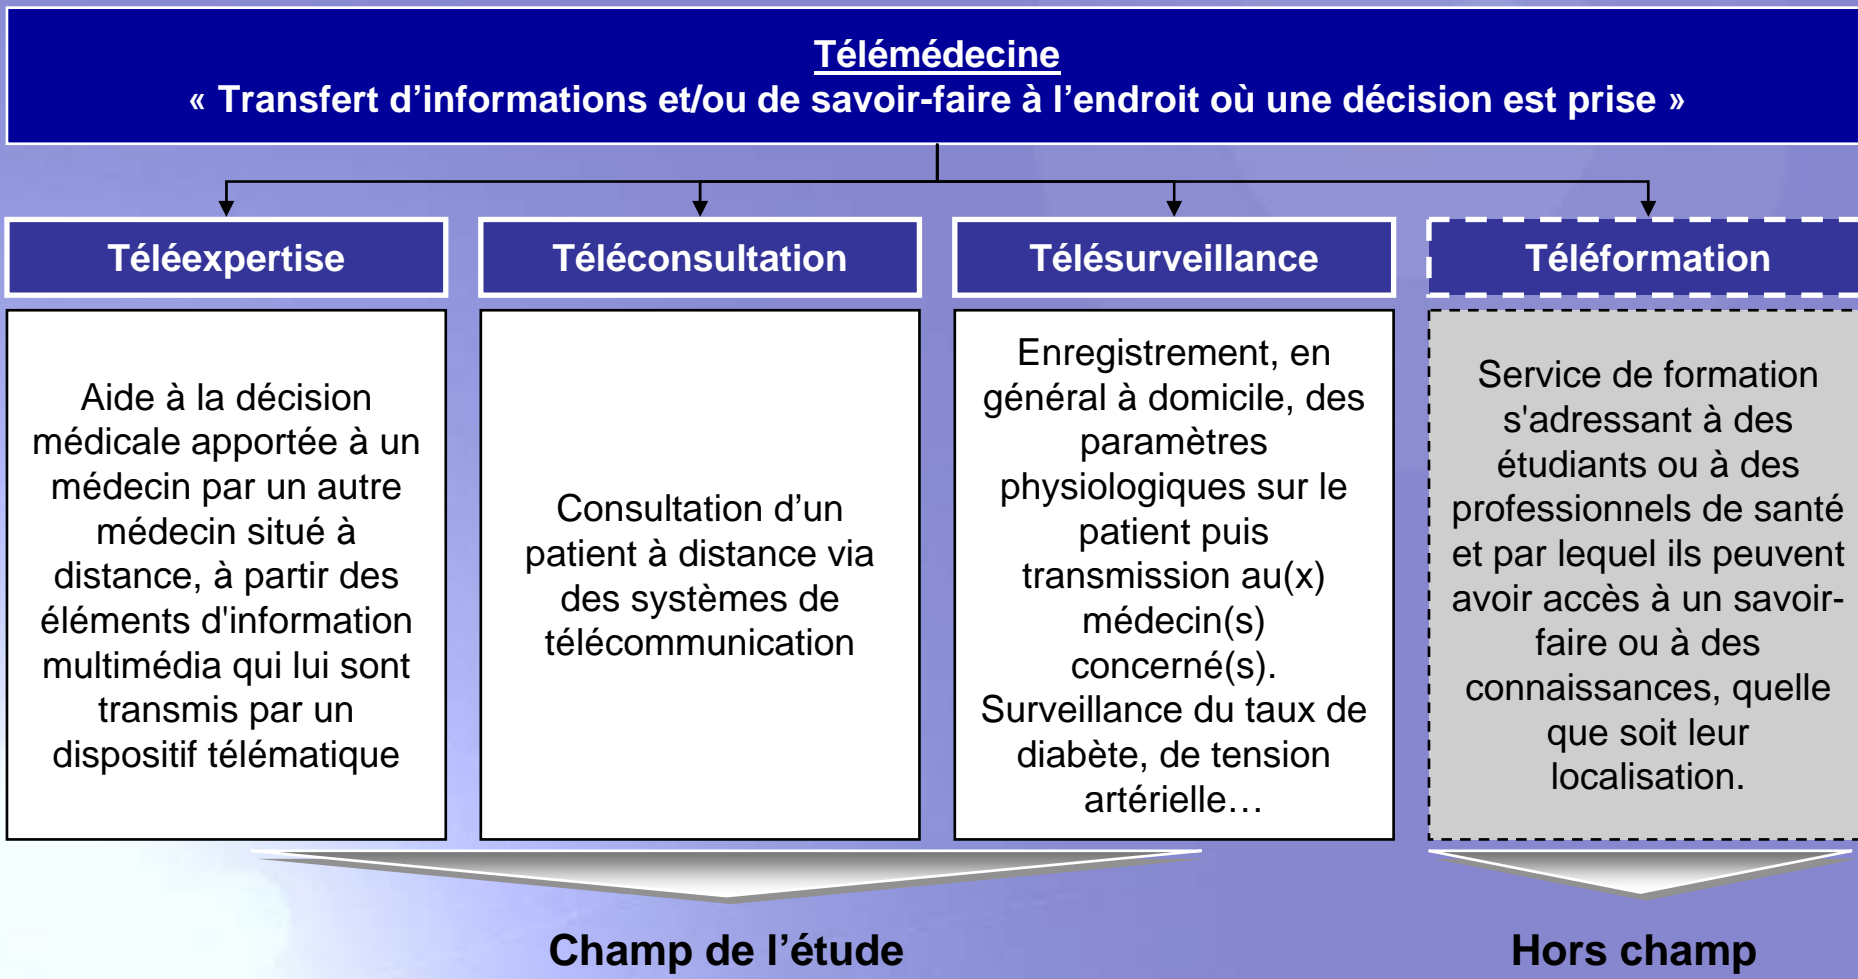 Télémédecine
« Transfert d’informations et/ou de savoir-faire à l’endroit où une décision est prise »
Téléexpertise
Aide à la décision
médicale apportée à un
médecin par un autre
médecin situé à
distance, à partir des
éléments d'information
multimédia qui lui sont
transmis par un
dispositif télématique
Téléconsultation
Consultation d’un
patient à distance via
des systèmes de
télécommunication
Télésurveillance
Enregistrement, en
général à domicile, des
paramètres
physiologiques sur le
patient puis
transmission au(x)
médecin(s)
concerné(s).
Surveillance du taux de
diabète, de tension
artérielle…
Téléformation
Service de formation
s'adressant à des
étudiants ou à des
professionnels de santé
et par lequel ils peuvent
avoir accès à un savoir-
faire ou à des
connaissances, quelle
que soit leur
localisation.
Champ de l’étude
Hors champ